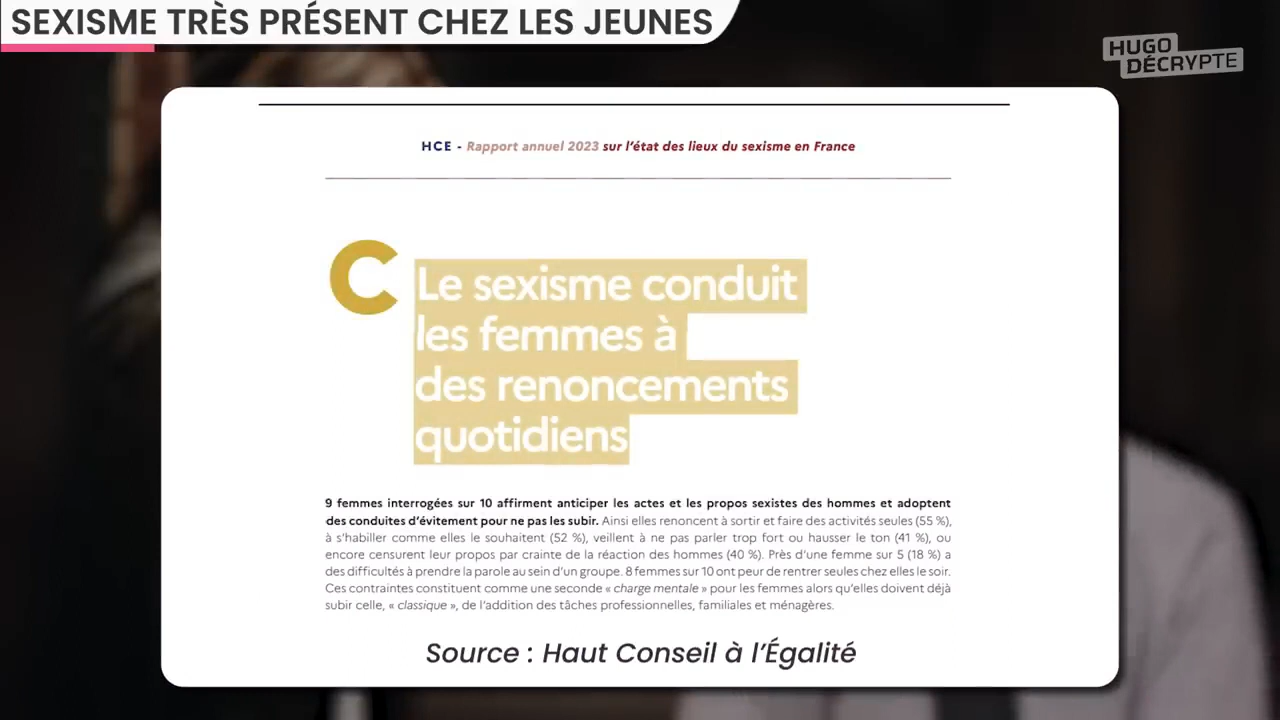 SEXISME TRÈS PRÉSENT CHEZ LES JEUNES
HUGO
DÉCRYPTE
HCE - Rapport annuel 2023 sur l'état des lieux du sexisme en France
C
Le sexisme conduit
les femmes à
des renoncements
quotidiens
9 femmes interrogées sur 10 affirment anticiper les actes et les propos sexistes des hommes et adoptent
des conduites d'évitement pour ne pas les subir. Ainsi elles renoncent à sortir et faire des activités seules (55 %),
à s'habiller comme elles le souhaitent (52 %), veillent à ne pas parler trop fort ou hausser le ton (41 %), ou
encore censurent leur propos par crainte de la réaction des hommes (40 %). Près d'une femme sur 5 (18 %) a
des difficultés à prendre la parole au sein d'un groupe. 8 femmes sur 10 ont peur de rentrer seules chez elles le soir.
Ces contraintes constituent comme une seconde « charge mentale » pour les femmes alors qu'elles doivent déjà
subir celle, « classique », de l'addition des tâches professionnelles, familiales et ménagères.
Source : Haut Conseil à l'Égalité